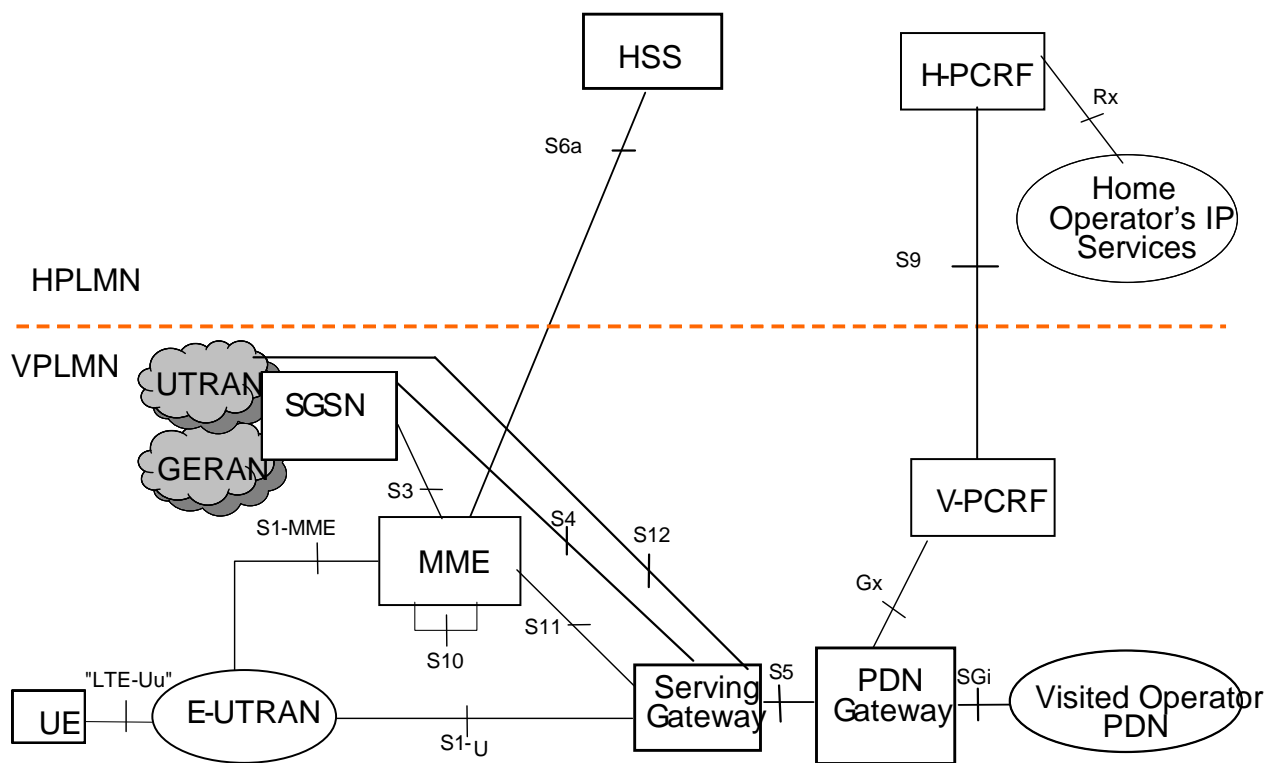 HSS
H-PCRF
Rx
S6a
Home
Operator's IP
Services
S9
HPLMN
VPLMN
UTRAN
SGSN
GERAN
S3
S4
S12
V-PCRF
S1-MME
MME
Gx
S11
S10
"LTE-Uu"
UE
E-UTRAN
S1-U
Serving
Gateway
S5
PDN
Gateway
SGi
Visited Operator
PDN